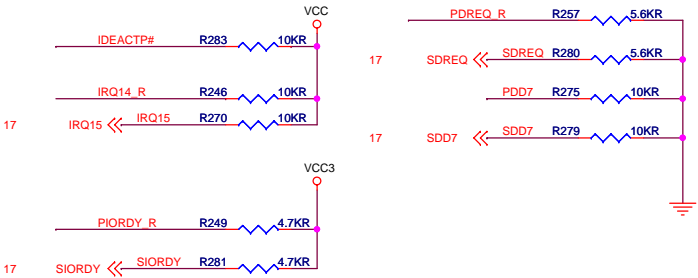 VCC
IDEACTP# R283 10KR
IRQ14_R R246 10KR
17 IRQ15 IRQ15 R270 10KR
VCC3
PIORDY_R R249 4.7KR
17 SIORDY SIORDY R281 4.7KR
PDREQ_R R257 5.6KR
17 SDREQ SDREQ R280 5.6KR
PDD7 R275 10KR
17 SDD7 SDD7 R279 10KR